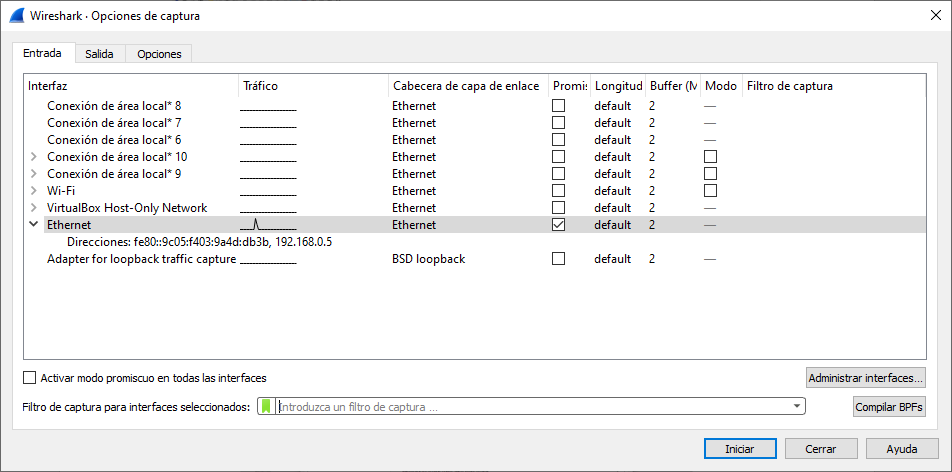 Wireshark · Opciones de captura
Entrada Salida Opciones
Interfaz Tráfico Cabecera de capa de enlace Promis Longitud Buffer (M Modo Filtro de captura
Conexión de área local* 8 Ethernet default 2 —
Conexión de área local* 7 Ethernet default 2 —
Conexión de área local* 6 Ethernet default 2 —
Conexión de área local* 10 Ethernet default 2
Conexión de área local* 9 Ethernet default 2
Wi-Fi Ethernet default 2
VirtualBox Host-Only Network Ethernet default 2 —
Ethernet Ethernet default 2 —
Direcciones: fe80::9c05:f403:9a4d:db3b, 192.168.0.5
Adapter for loopback traffic capture BSD loopback default 2 —
Activar modo promiscuo en todas las interfaces Administrar interfaces...
Filtro de captura para interfaces seleccionados: Introduzca un filtro de captura ... Compilar BPFs
Iniciar Cerrar Ayuda